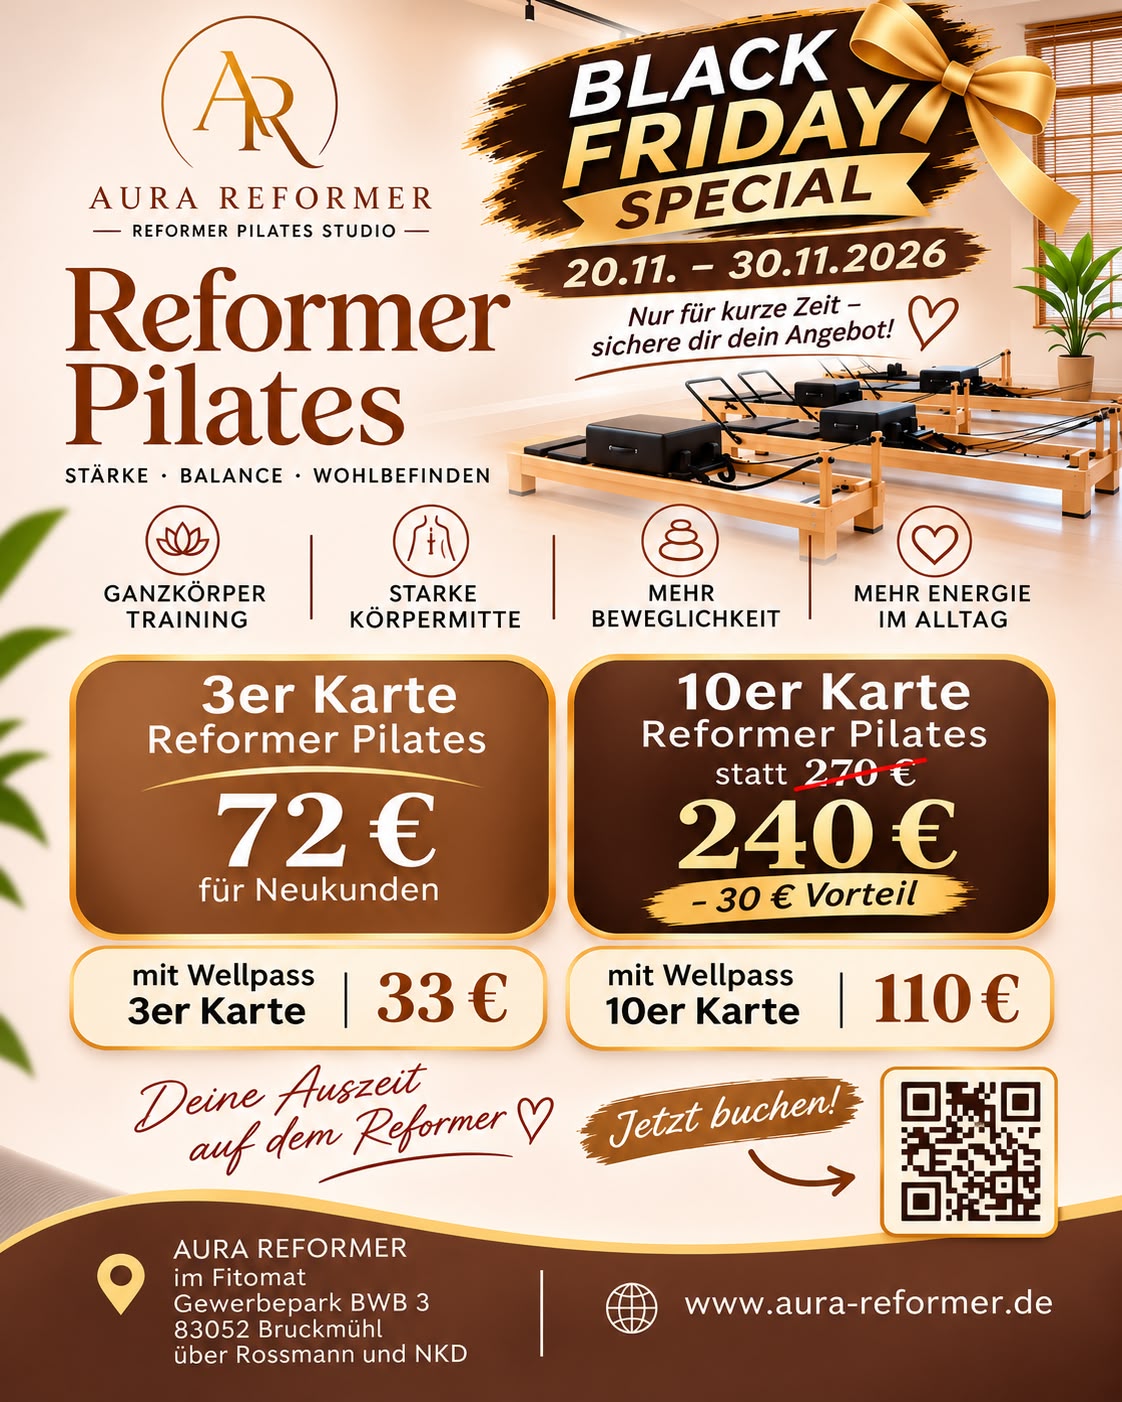 AR
AURA REFORMER
REFORMER PILATES STUDIO
BLACK
FRIDAY
SPECIAL
20.11. – 30.11.2026
Nur für kurze Zeit –
sichere dir dein Angebot!
Reformer
Pilates
STÄRKE · BALANCE · WOHLBEFINDEN
GANZKÖRPER
TRAINING
STARKE
KÖRPERMITTE
MEHR
BEWEGLICHKEIT
MEHR ENERGIE
IM ALLTAG
3er Karte
Reformer Pilates
72 €
für Neukunden
10er Karte
Reformer Pilates
statt 270 €
240 €
- 30 € Vorteil
mit Wellpass
3er Karte
33 €
mit Wellpass
10er Karte
110 €
Deine Auszeit
auf dem Reformer
Jetzt buchen!
AURA REFORMER
im Fitomat
Gewerbepark BWB 3
83052 Bruckmühl
über Rossmann und NKD
www.aura-reformer.de